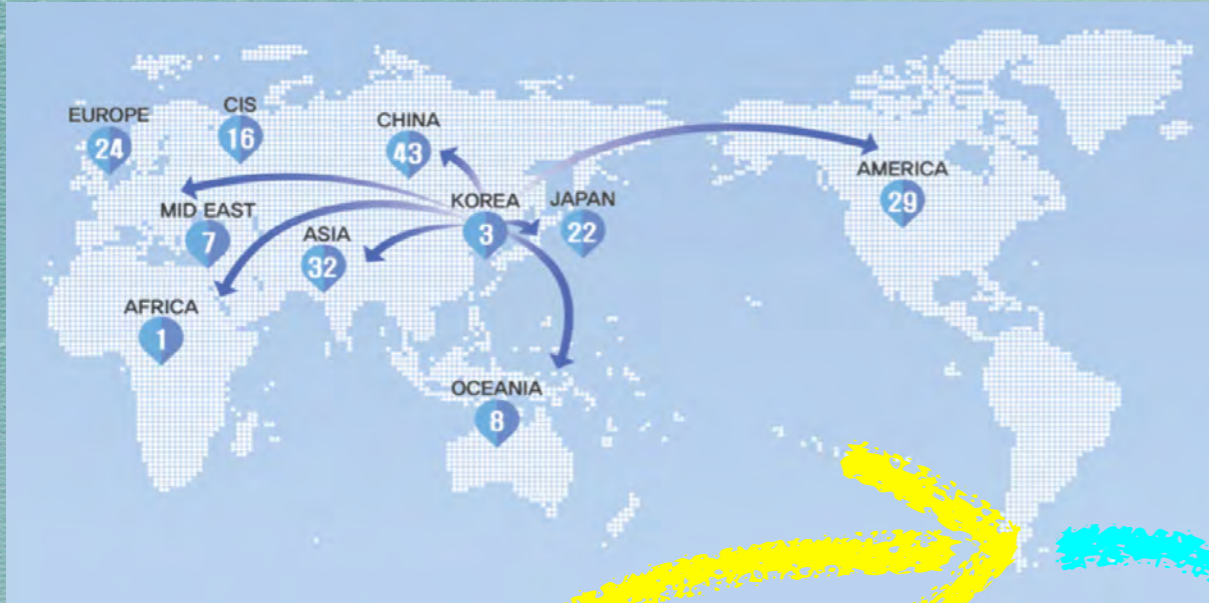 EUROPE
24
CIS
16
CHINA
43
AMERICA
29
KOREA
3
JAPAN
22
MID EAST
7
ASIA
32
AFRICA
1
OCEANIA
8